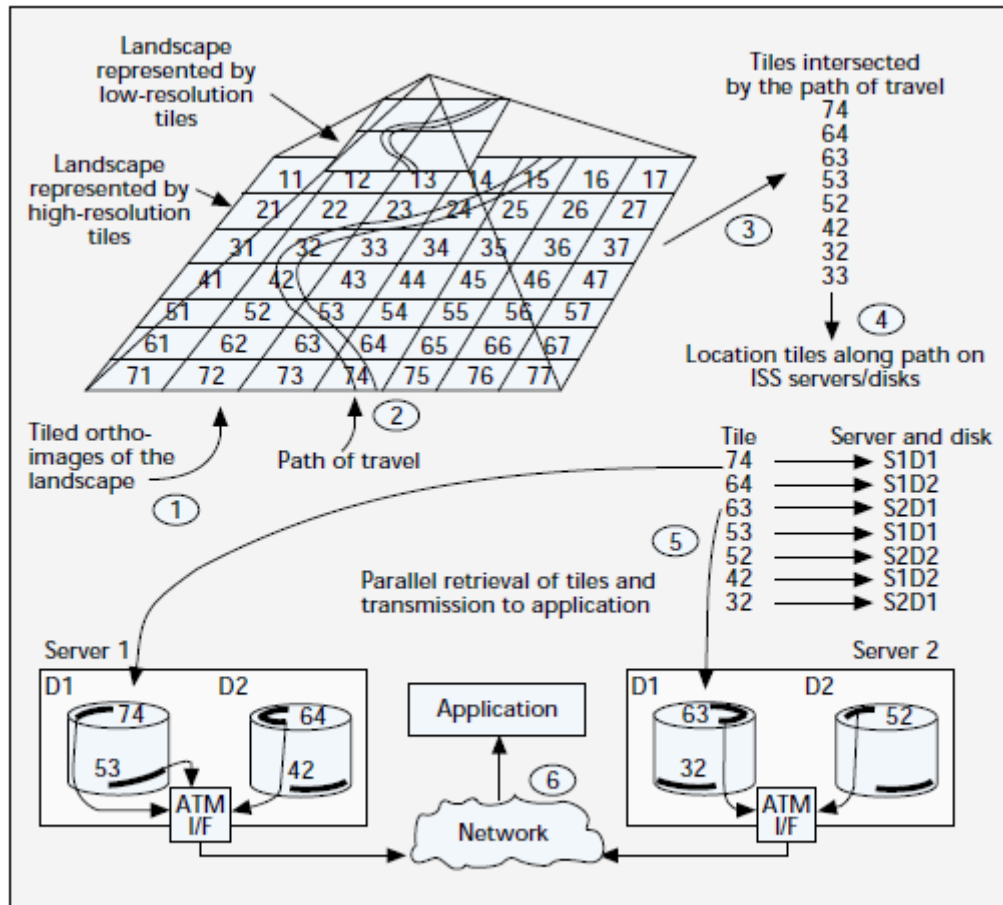 Landscape
represented by
low-resolution
tiles
Landscape
represented by
high-resolution
tiles
11 12 13 14 15 16 17
21 22 23 24 25 26 27
31 32 33 34 35 36 37
41 42 43 44 45 46 47
51 52 53 54 55 56 57
61 62 63 64 65 66 67
71 72 73 74 75 76 77
Tiled ortho-
images of the
landscape
1
Path of travel
2
3
Tiles intersected
by the path of travel
74
64
63
53
52
42
32
33
4
Location tiles along path on
ISS servers/disks
Tile Server and disk
74 S1D1
64 S1D2
63 S2D1
53 S1D1
52 S2D2
42 S1D2
32 S2D1
5
Parallel retrieval of tiles and
transmission to application
Server 1
D1 D2
74 64
53 42
ATM
I/F
Application
6
Network
Server 2
D1 D2
63 52
32
ATM
I/F